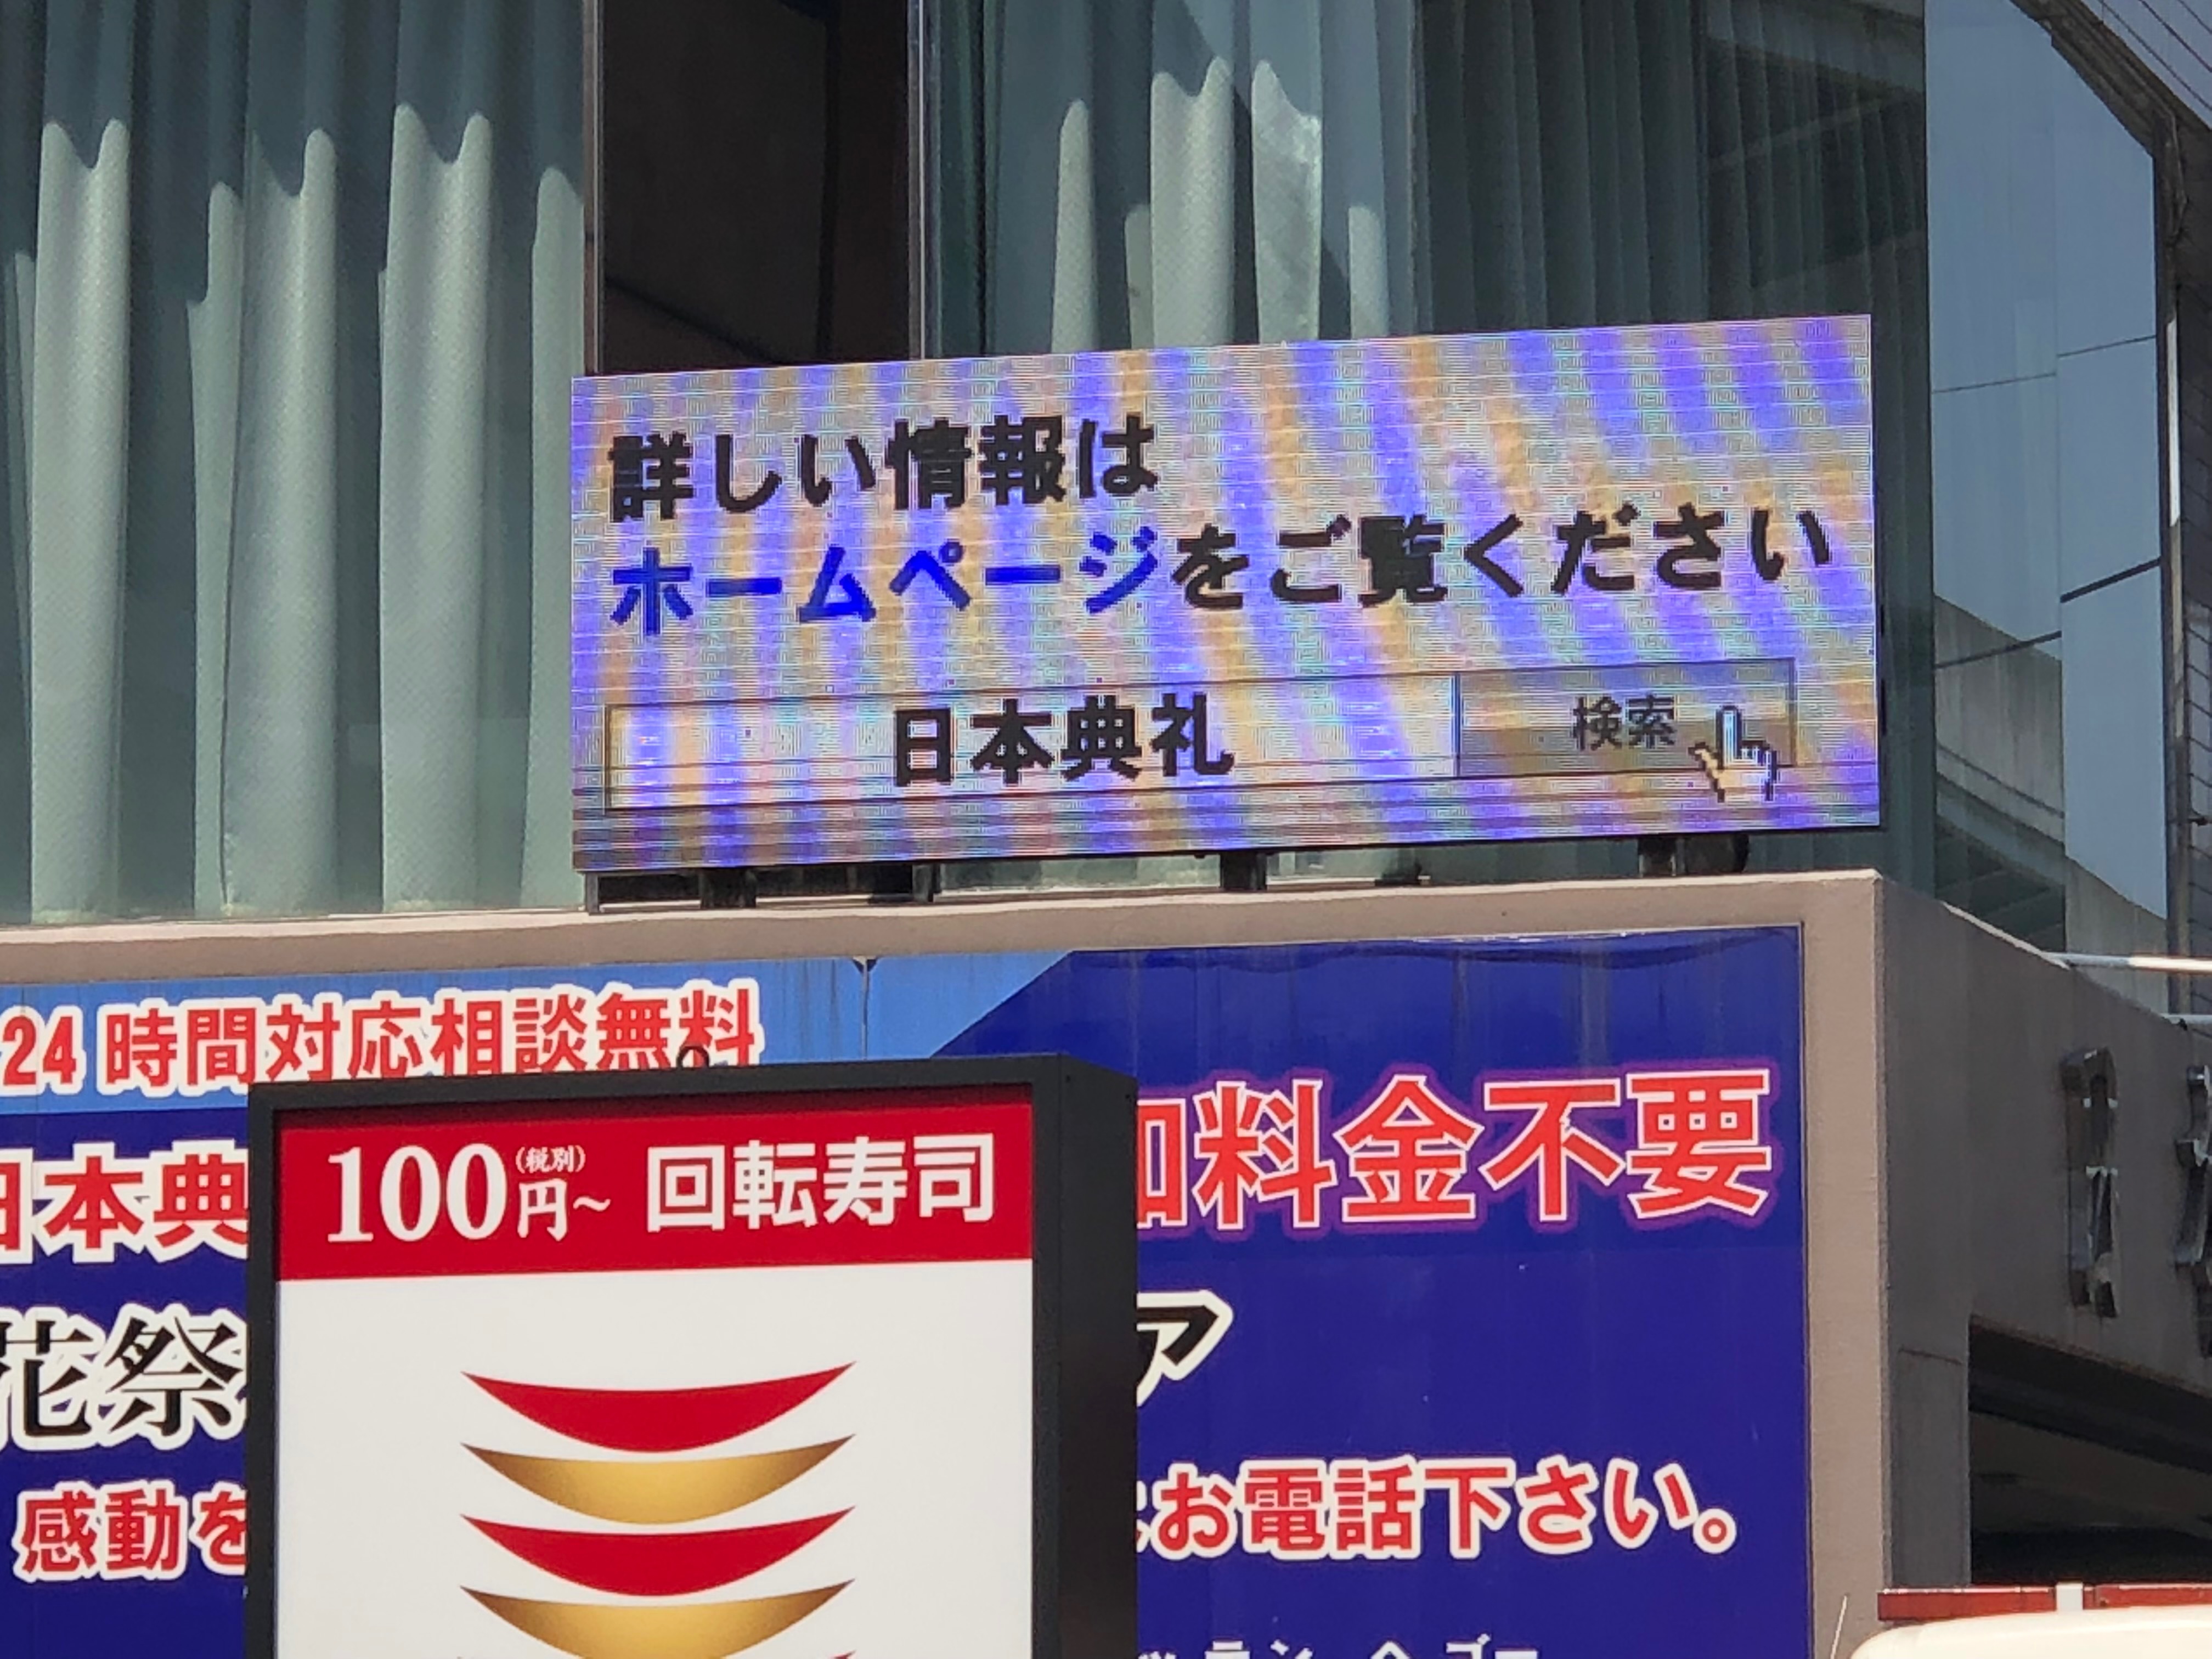 詳しい情報は
ホームページをご覧ください
日本典礼 検索
24時間対応相談無料
日本典
料金不要
100円~ (税別) 回転寿司
花祭
ア
感動を
お電話下さい。